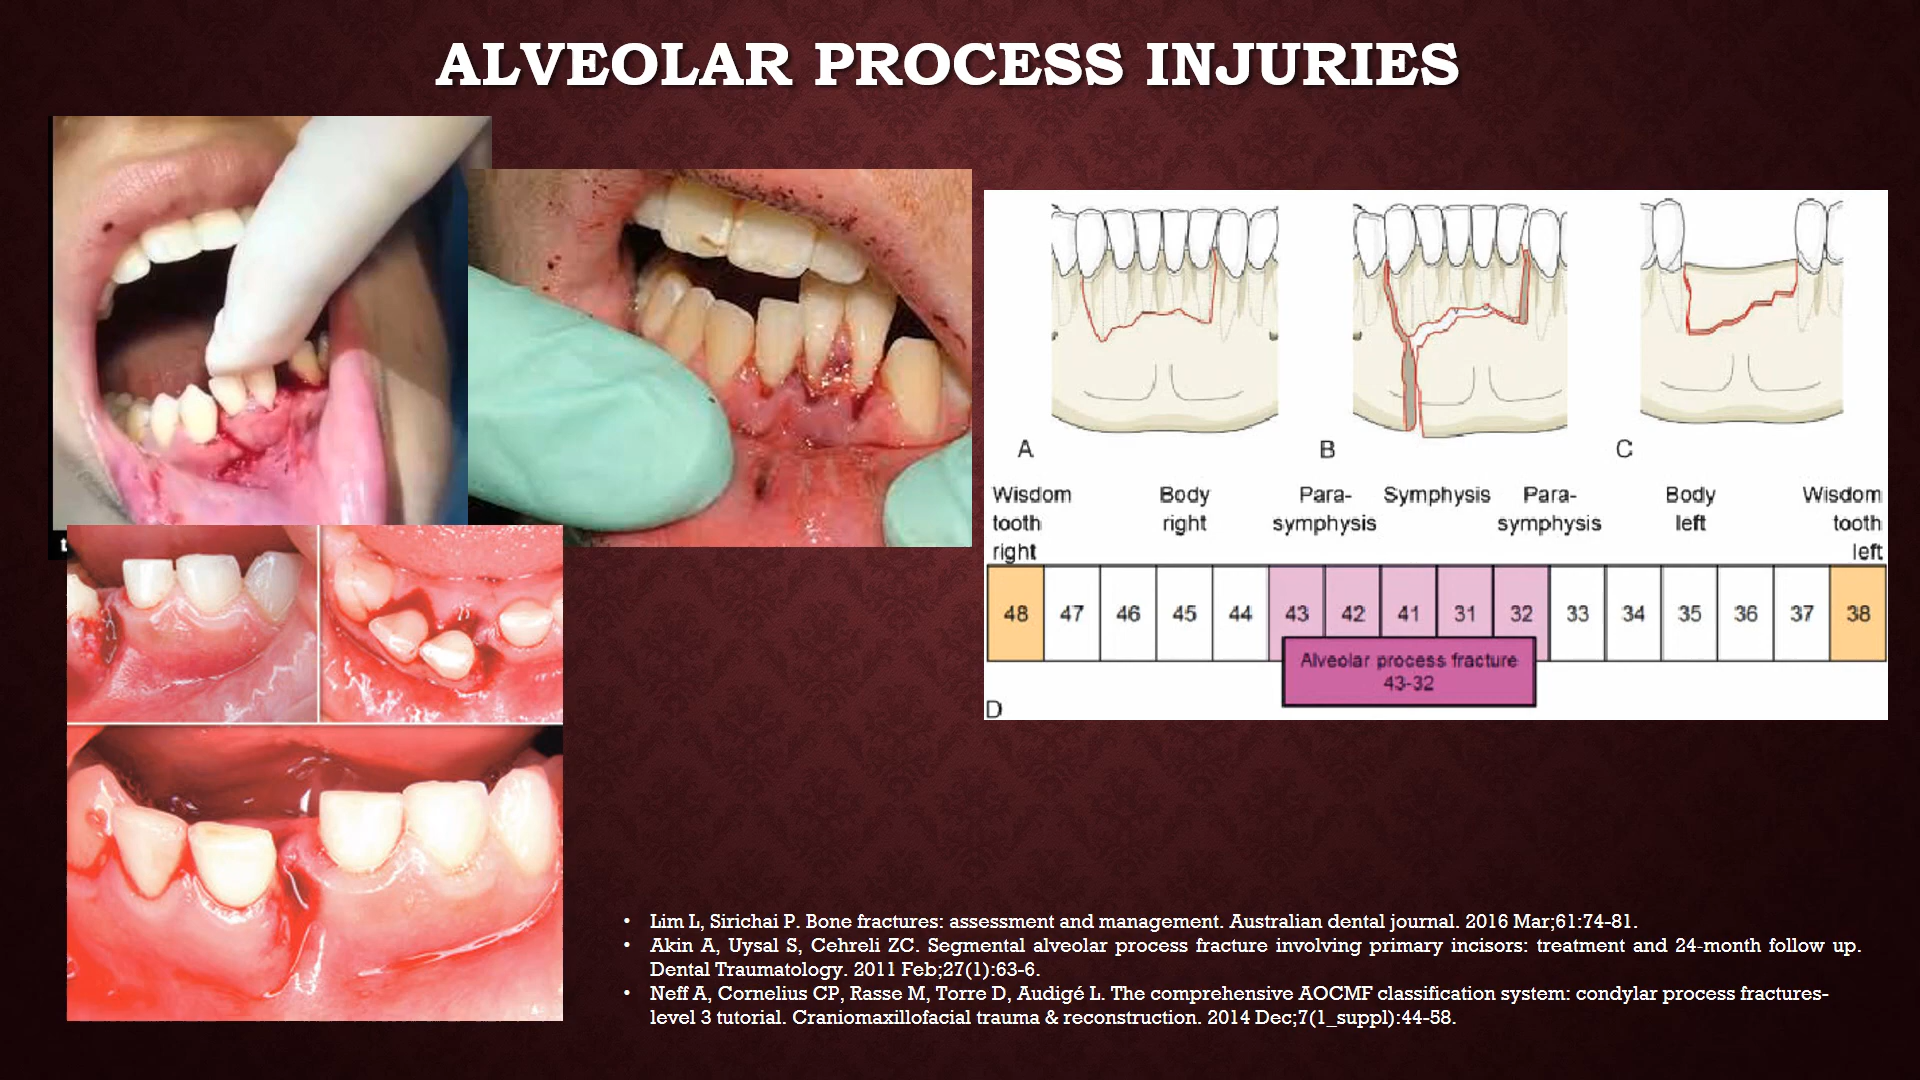 ALVEOLAR PROCESS INJURIES
t
A
B
C
Wisdom tooth right
Body right
Para-symphysis
Symphysis
Para-symphysis
Body left
Wisdom tooth left
48 47 46 45 44 43 42 41 31 32 33 34 35 36 37 38
Alveolar process fracture
43-32
D
• Lim L, Sirichai P. Bone fractures: assessment and management. Australian dental journal. 2016 Mar;61:74-81.
• Akin A, Uysal S, Cehreli ZC. Segmental alveolar process fracture involving primary incisors: treatment and 24-month follow up.
Dental Traumatology. 2011 Feb;27(1):63-6.
• Neff A, Cornelius CP, Rasse M, Torre D, Audigé L. The comprehensive AOCMF classification system: condylar process fractures-
level 3 tutorial. Craniomaxillofacial trauma & reconstruction. 2014 Dec;7(1_suppl):44-58.